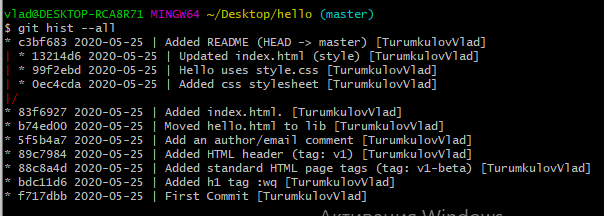 vlad@DESKTOP-RCA8R71 MINGW64 ~/Desktop/hello (master)
$ git hist --all
* c3bf683 2020-05-25 | Added README (HEAD -> master) [TurumkulovVlad]
| * 13214d6 2020-05-25 | Updated index.html (style) [TurumkulovVlad]
| * 99f2ebd 2020-05-25 | Hello uses style.css [TurumkulovVlad]
| * 0ec4cda 2020-05-25 | Added css stylesheet [TurumkulovVlad]
|/
* 83f6927 2020-05-25 | Added index.html. [TurumkulovVlad]
* b74ed00 2020-05-25 | Moved hello.html to lib [TurumkulovVlad]
* 5f5b4a7 2020-05-25 | Add an author/email comment [TurumkulovVlad]
* 89c7984 2020-05-25 | Added HTML header (tag: v1) [TurumkulovVlad]
* 88c8a4d 2020-05-25 | Added standard HTML page tags (tag: v1-beta) [TurumkulovVlad]
* bdc11d6 2020-05-25 | Added h1 tag :wq [TurumkulovVlad]
* f717dbb 2020-05-25 | First Commit [TurumkulovVlad]
Активация Windows